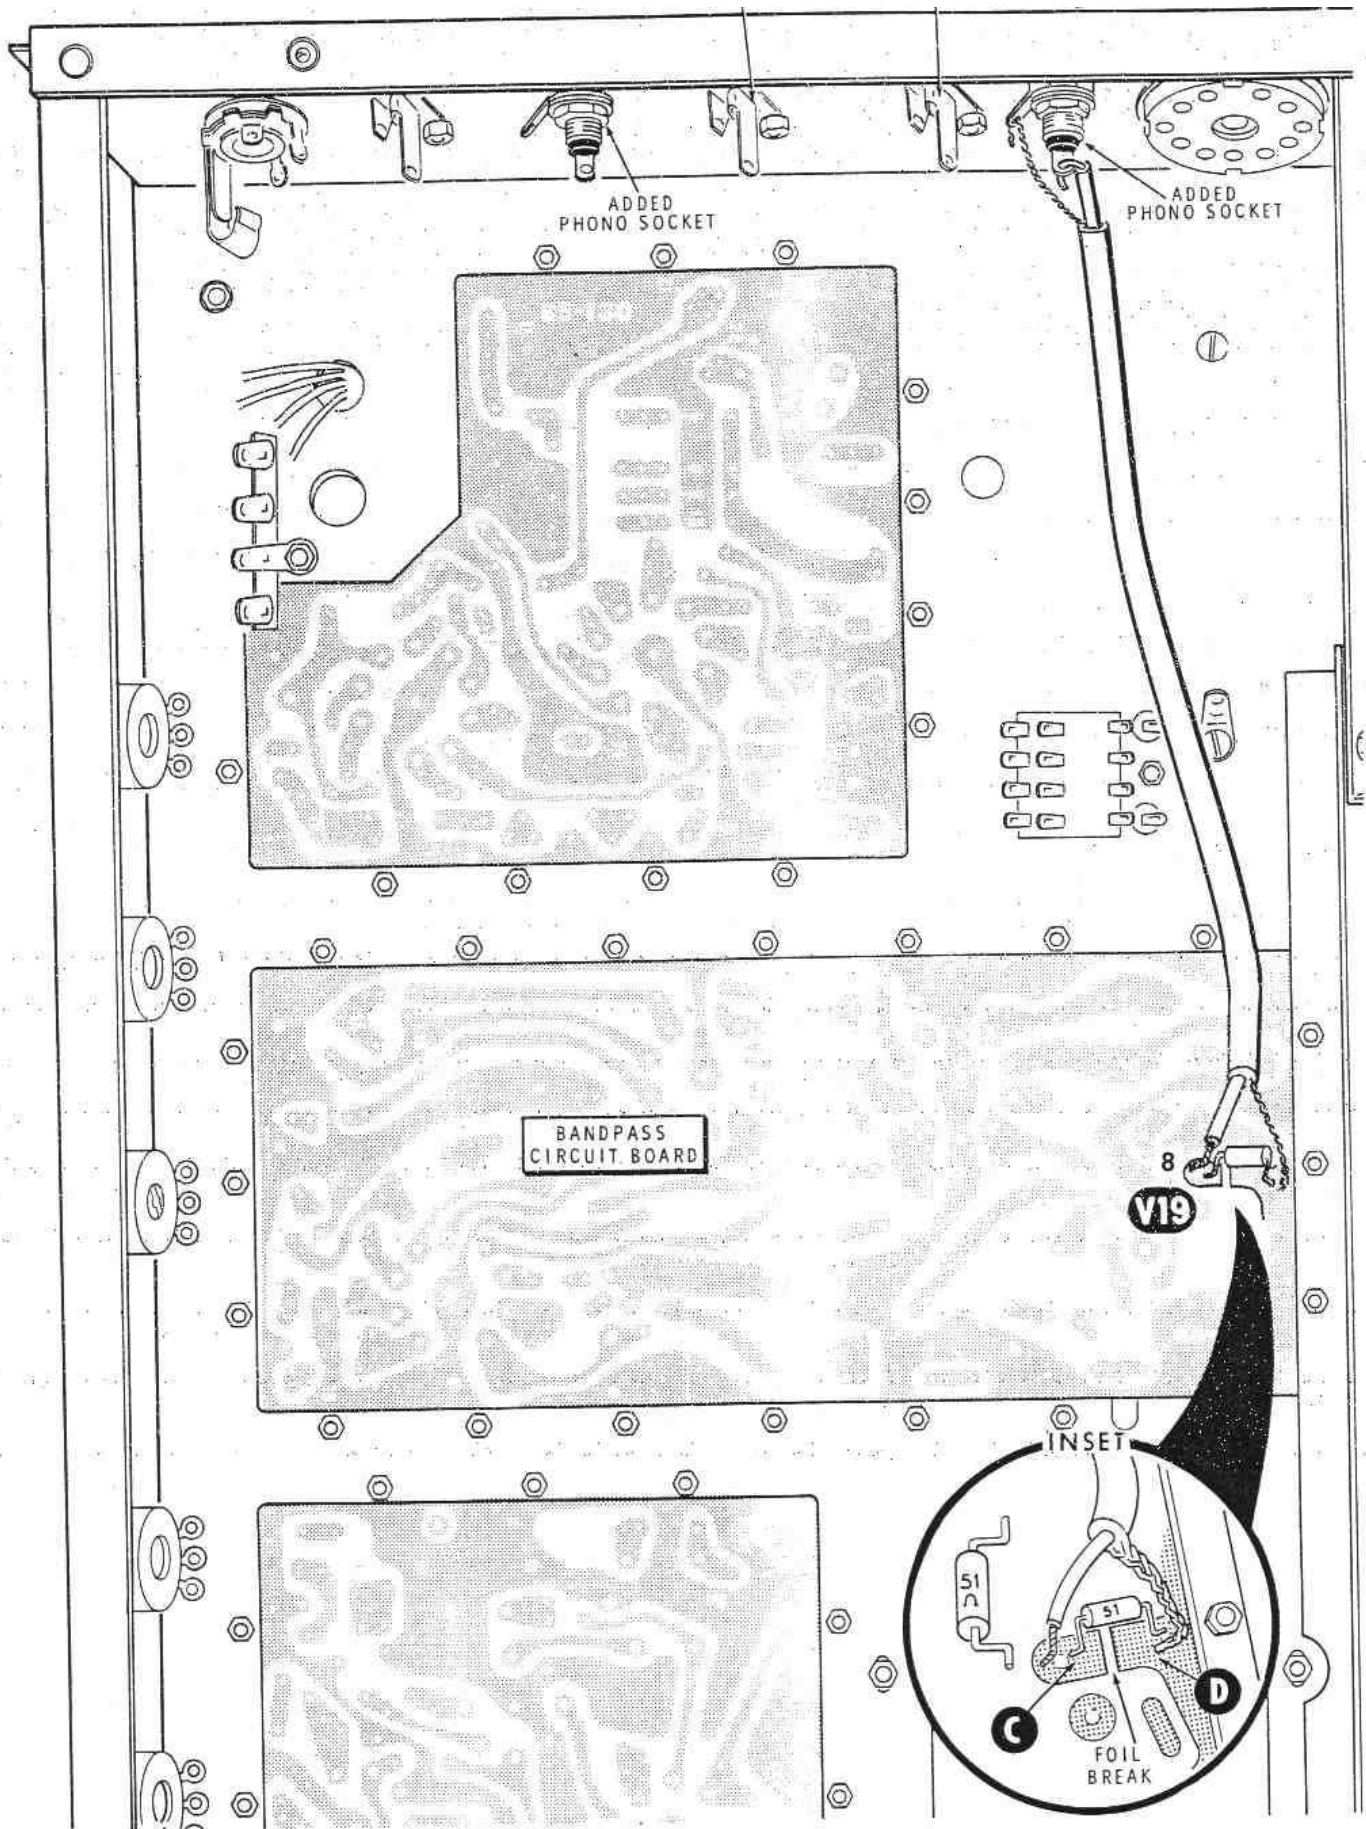 ADDED
PHONO SOCKET
ADDED
PHONO SOCKET
BANDPASS
CIRCUIT BOARD
8
V19
INSET
51
Ω
51
C
D
FOIL
BREAK